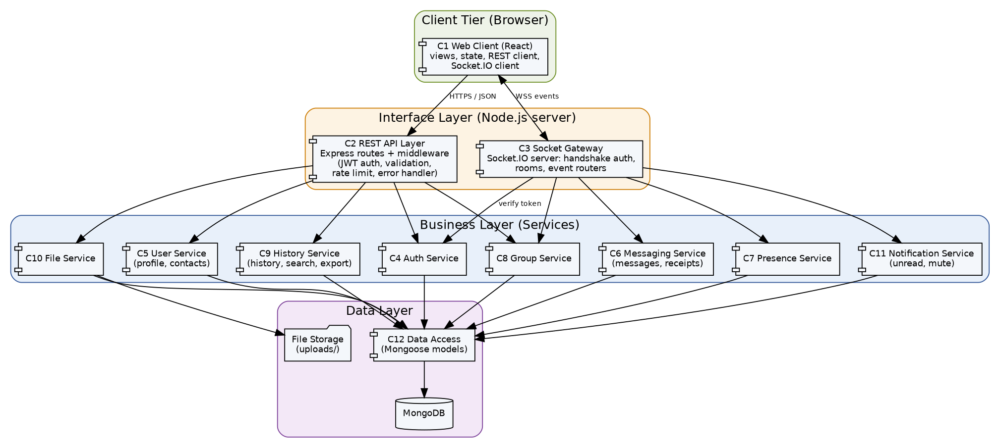 Client Tier (Browser)
C1 Web Client (React)
views, state, REST client,
Socket.IO client
HTTPS / JSON
WSS events
Interface Layer (Node.js server)
C2 REST API Layer
Express routes + middleware
(JWT auth, validation,
rate limit, error handler)
C3 Socket Gateway
Socket.IO server: handshake auth,
rooms, event routers
verify token
Business Layer (Services)
C10 File Service
C5 User Service
(profile, contacts)
C9 History Service
(history, search, export)
C4 Auth Service
C8 Group Service
C6 Messaging Service
(messages, receipts)
C7 Presence Service
C11 Notification Service
(unread, mute)
Data Layer
File Storage
(uploads/)
C12 Data Access
(Mongoose models)
MongoDB